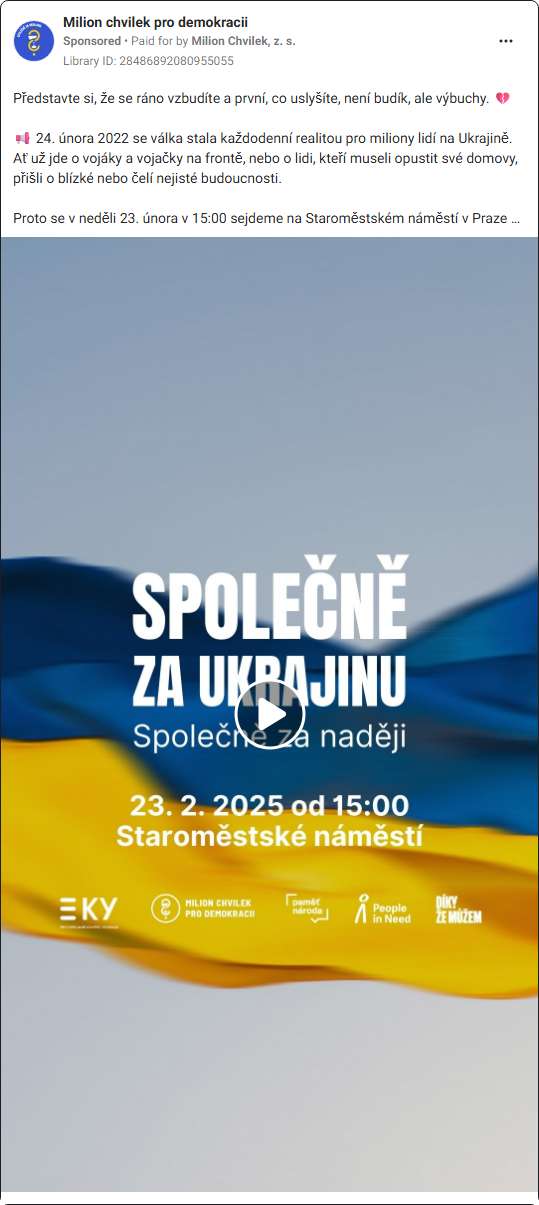 Milion chvilek pro demokracii
Sponsored • Paid for by Milion Chvilek, z. s.
Library ID: 28486892080955055
Představte si, že se ráno vzbudíte a první, co uslyšíte, není budík, ale výbuchy. 💔
📢 24. února 2022 se válka stala každodenní realitou pro miliony lidí na Ukrajině.
Ať už jde o vojáky a vojačky na frontě, nebo o lidi, kteří museli opustit své domovy,
přišli o blízké nebo čelí nejisté budoucnosti.
Proto se v neděli 23. února v 15:00 sejdeme na Staroměstském náměstí v Praze ...
SPOLEČNĚ
ZA UKRAJINU
Společně za naději
23. 2. 2025 od 15:00
Staroměstské náměstí
KY
MILION CHVILEK
PRO DEMOKRACII
paměť
národa
People
in Need
DÍKY
ŽE MŮŽEM